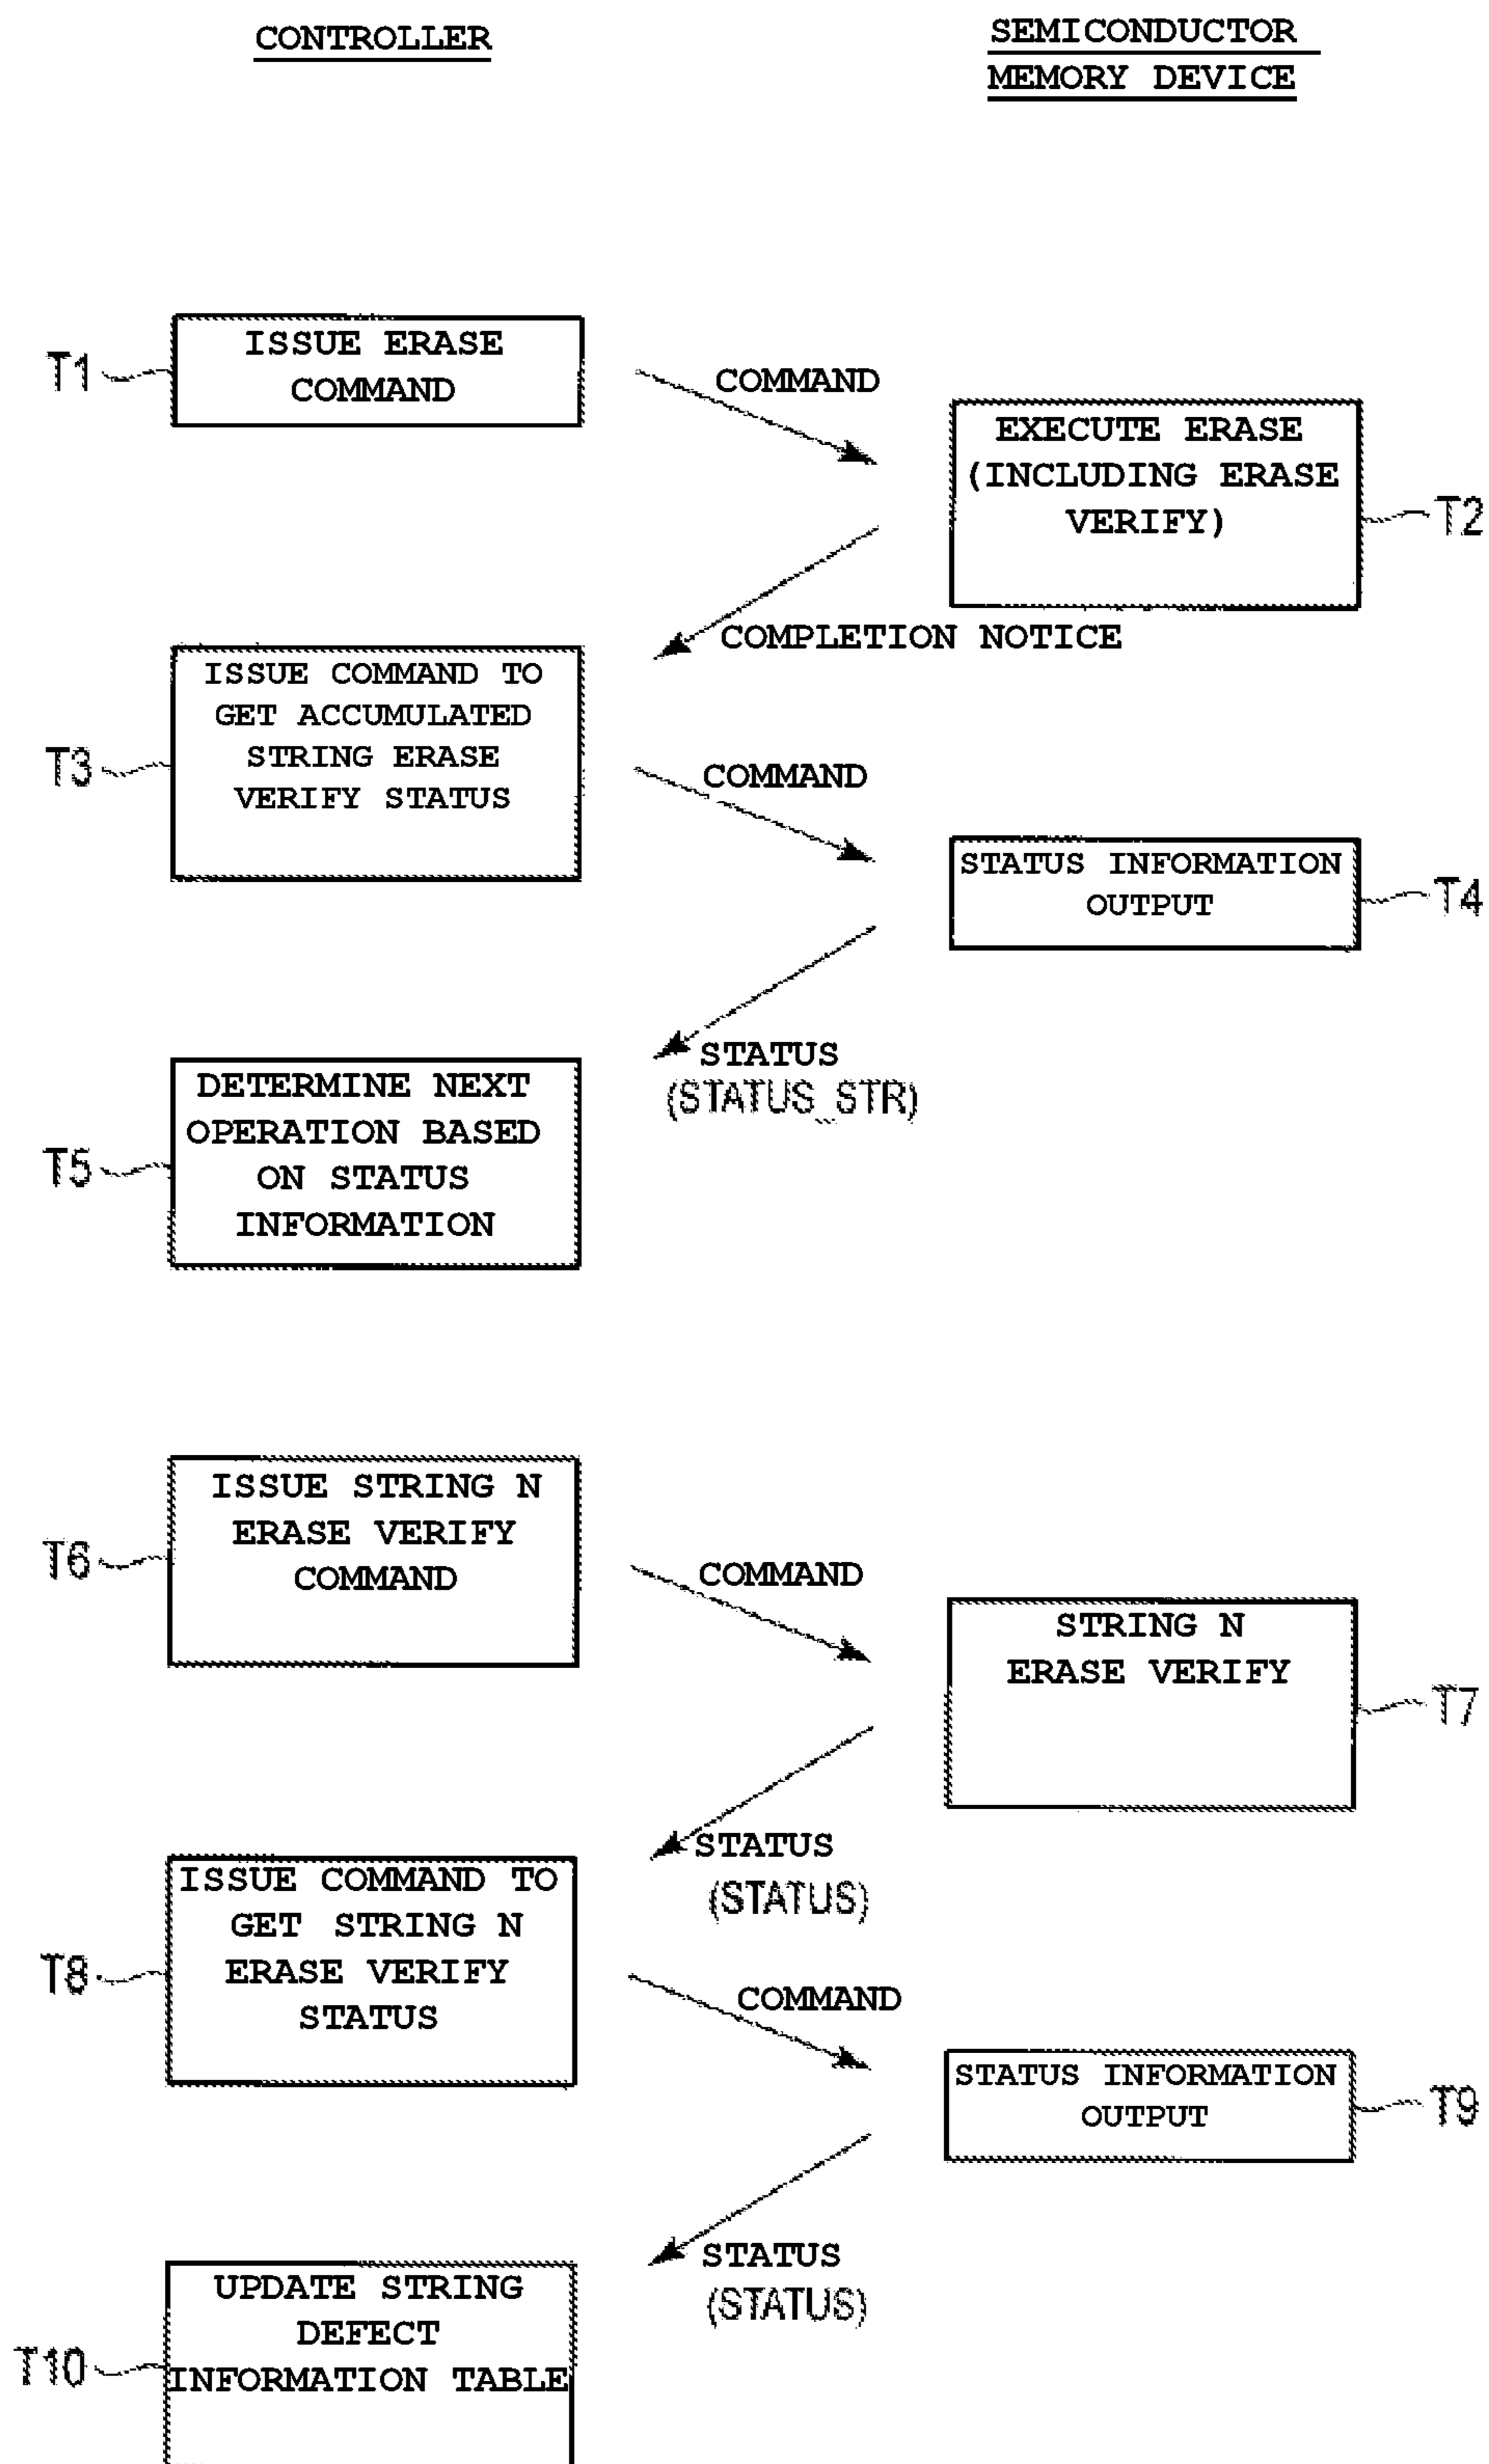 CONTROLLER
SEMICONDUCTOR
MEMORY DEVICE
T1
ISSUE ERASE
COMMAND
COMMAND
EXECUTE ERASE
(INCLUDING ERASE
VERIFY)
T2
COMPLETION NOTICE
T3
ISSUE COMMAND TO
GET ACCUMULATED
STRING ERASE
VERIFY STATUS
COMMAND
STATUS INFORMATION
OUTPUT
T4
STATUS
(STATUS_STR)
T5
DETERMINE NEXT
OPERATION BASED
ON STATUS
INFORMATION
T6
ISSUE STRING N
ERASE VERIFY
COMMAND
COMMAND
STRING N
ERASE VERIFY
T7
STATUS
(STATUS)
T8
ISSUE COMMAND TO
GET STRING N
ERASE VERIFY
STATUS
COMMAND
STATUS INFORMATION
OUTPUT
T9
STATUS
(STATUS)
T10
UPDATE STRING
DEFECT
INFORMATION TABLE